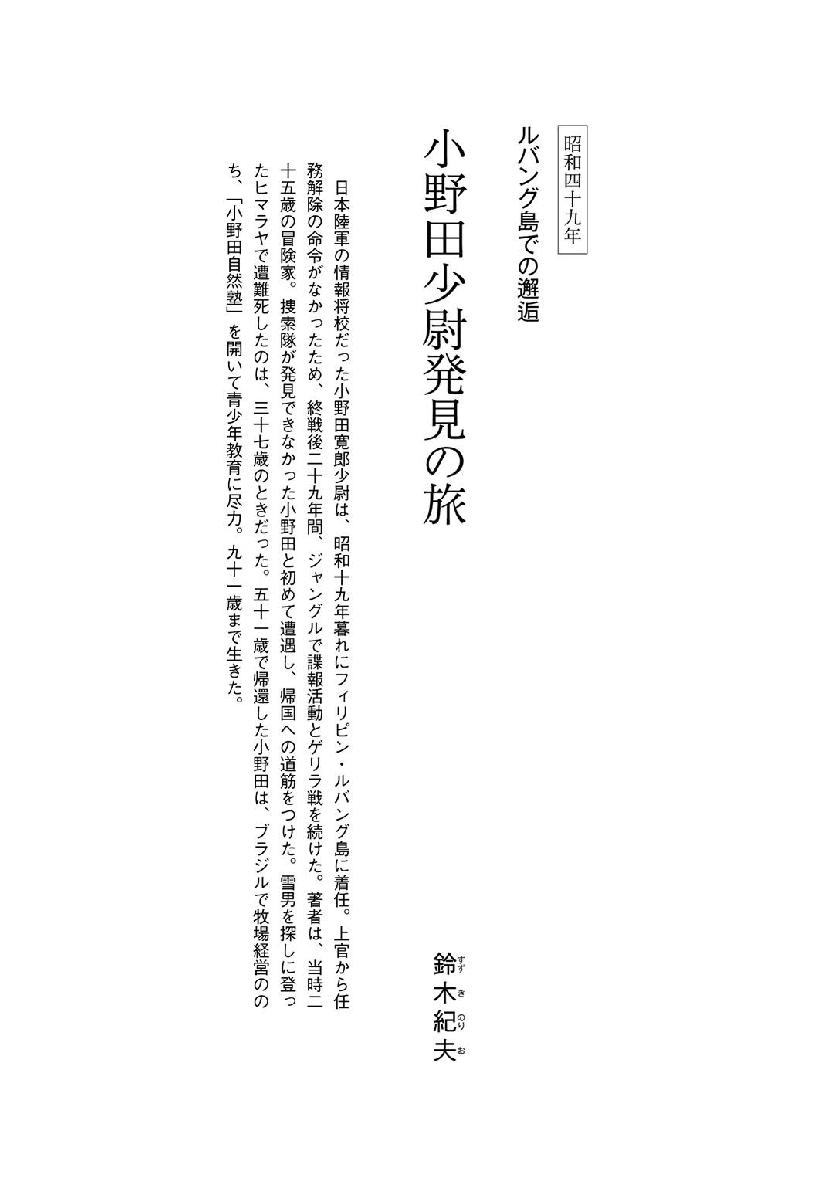 昭和四十九年
ルバング島での邂逅
小野田少尉発見の旅
鈴木紀夫
すずきのりお
日本陸軍の情報将校だった小野田寛郎少尉は、昭和十九年暮れにフィリピン・ルバング島に着任。上官から任
務解除の命令がなかったため、終戦後二十九年間、ジャングルで諜報活動とゲリラ戦を続けた。著者は、当時二
十五歳の冒険家。捜索隊が発見できなかった小野田と初めて遭遇し、帰国への道筋をつけた。雪男を探しに登っ
たヒマラヤで遭難死したのは、三十七歳のときだった。五十一歳で帰還した小野田は、ブラジルで牧場経営のの
ち、「小野田自然塾」を開いて青少年教育に尽力。九十一歳まで生きた。